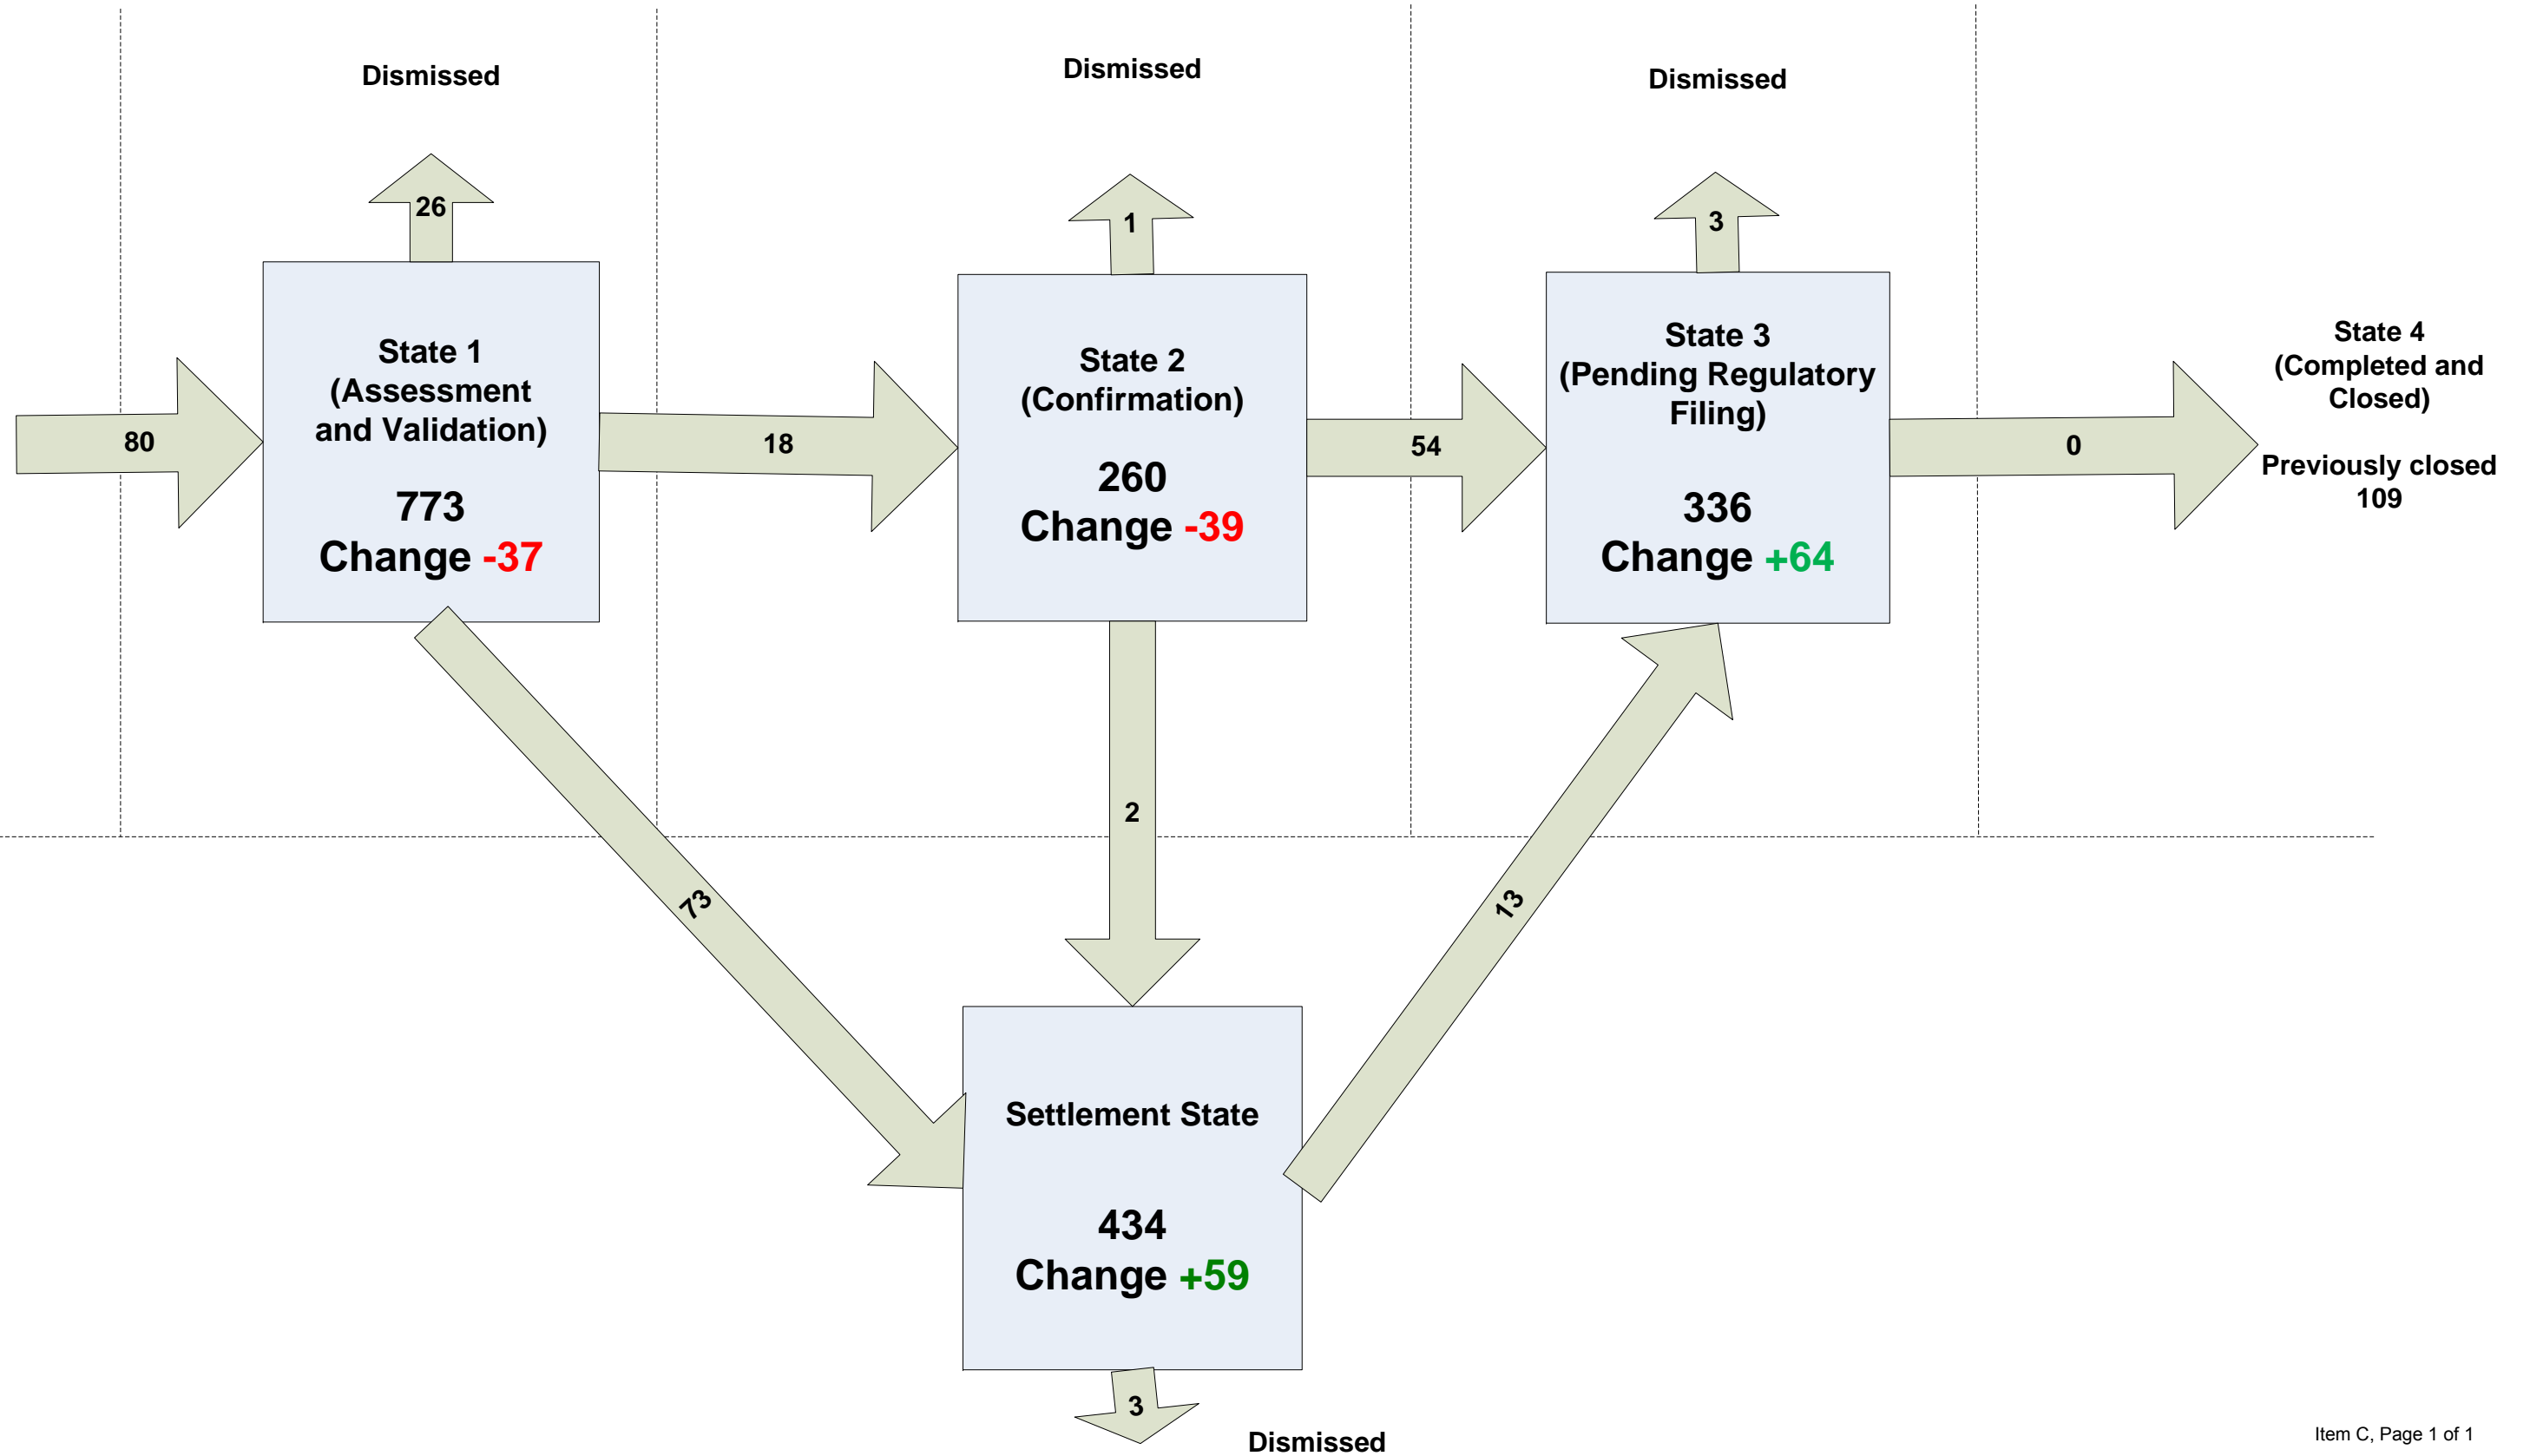 Dismissed
Dismissed
Dismissed
26
1
3
80
State 1
(Assessment
and Validation)
773
Change -37
18
State 2
(Confirmation)
260
Change -39
54
State 3
(Pending Regulatory
Filing)
336
Change +64
0
State 4
(Completed and
Closed)
Previously closed
109
73
2
13
Settlement State
434
Change +59
3
Dismissed
Item C, Page 1 of 1